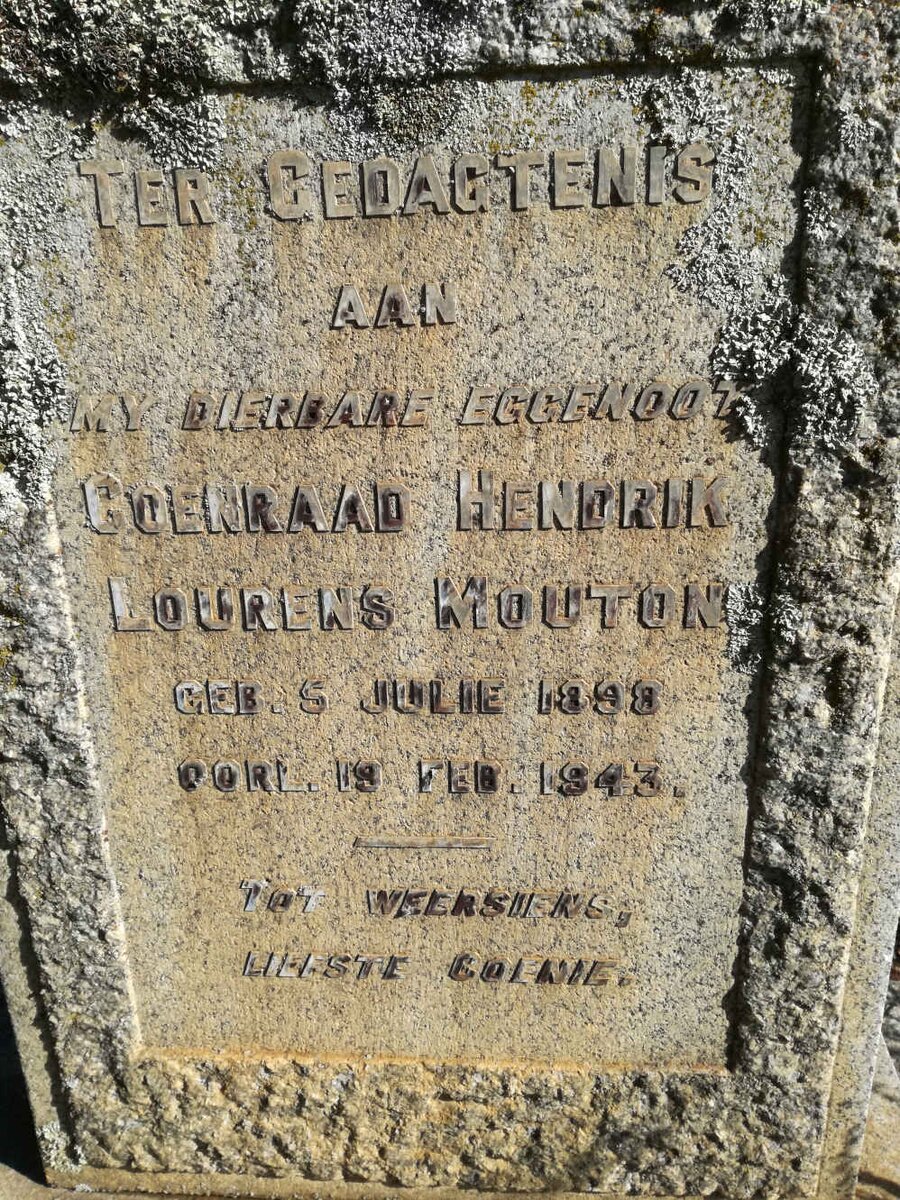 TER GEDAGTENIS
AAN
MY DIERBARE EGGENOOT
COENRAAD HENDRIK
LOURENS MOUTON
GEB. 5 JULIE 1898
OORL. 19 FEB. 1943.
TOT WEERSIENS,
LIEFSTE COENIE.